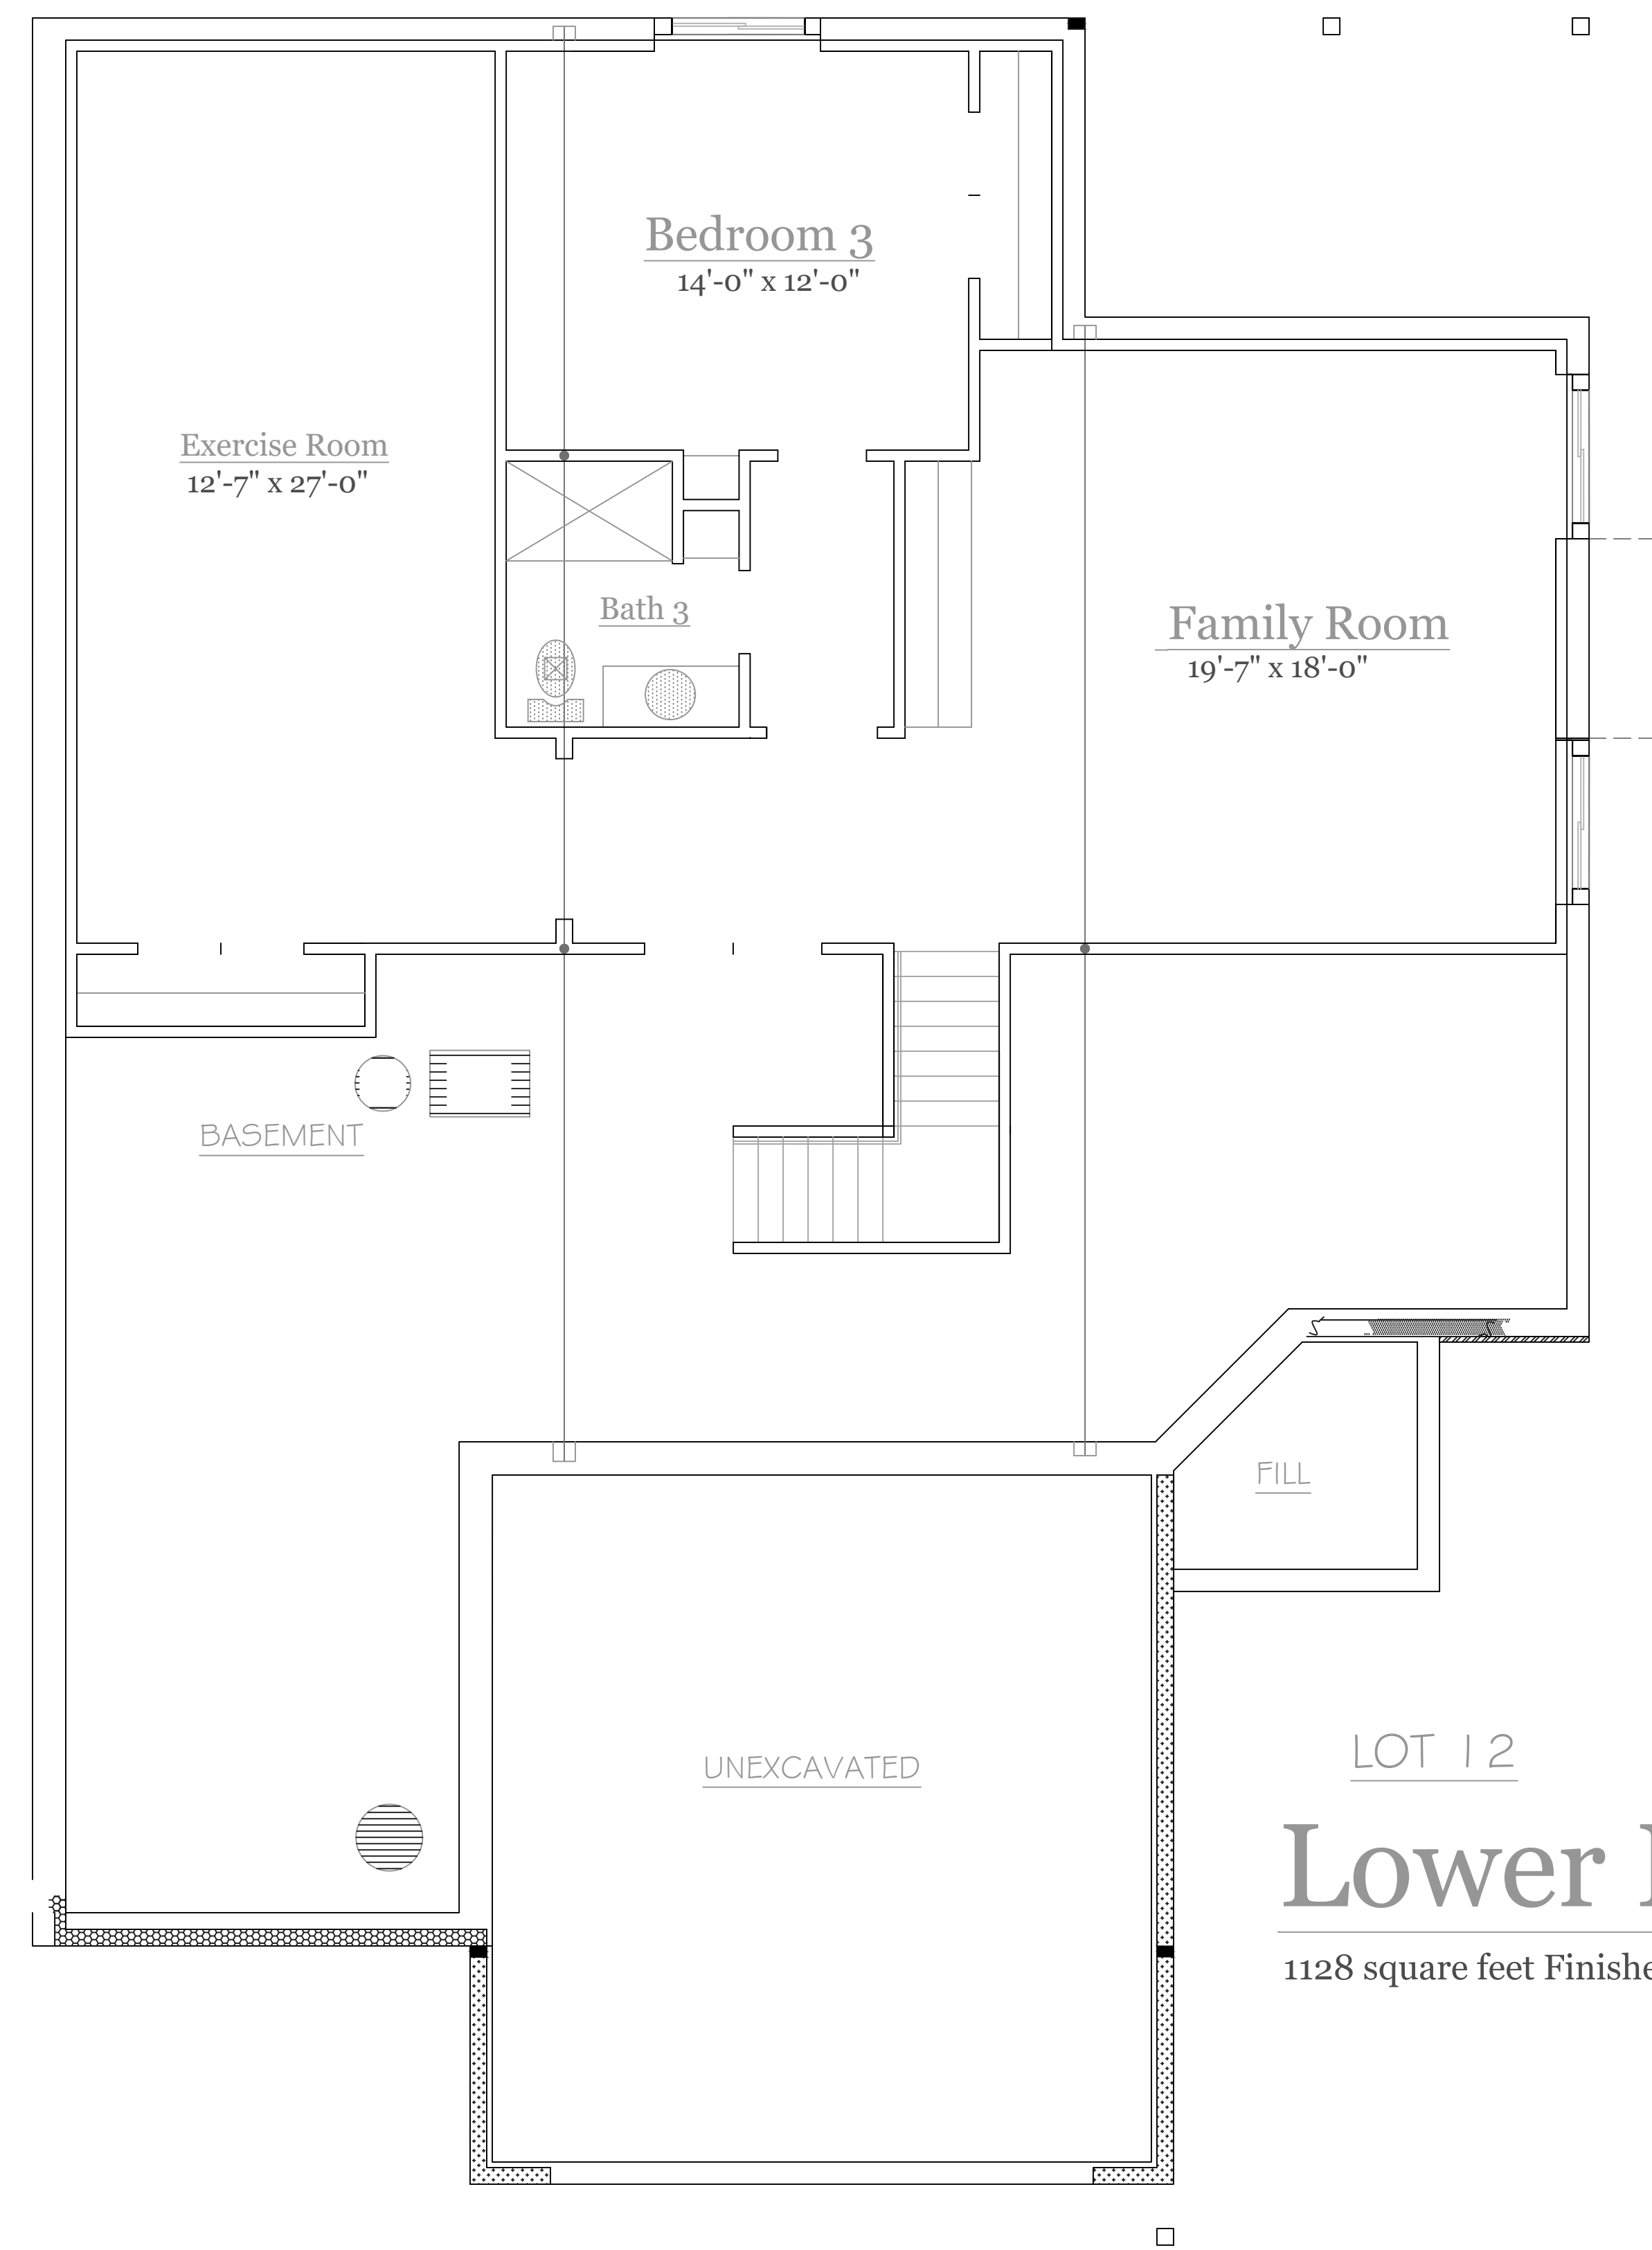 Bedroom 3
14'-0" x 12'-0"
Exercise Room
12'-7" x 27'-0"
Bath 3
Family Room
19'-7" x 18'-0"
BASEMENT
FILL
UNEXCAVATED
LOT 12
Lower
1128 square feet Finishe